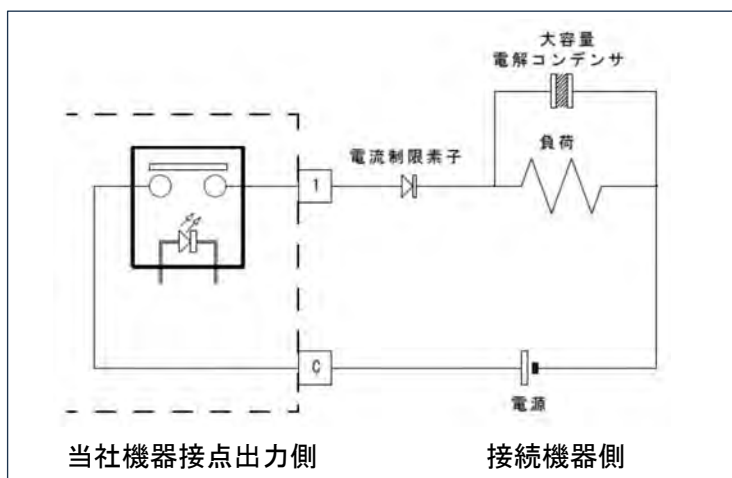 大容量
電解コンデンサ
電流制限素子
負荷
1
C
電源
当社機器接点出力側
接続機器側